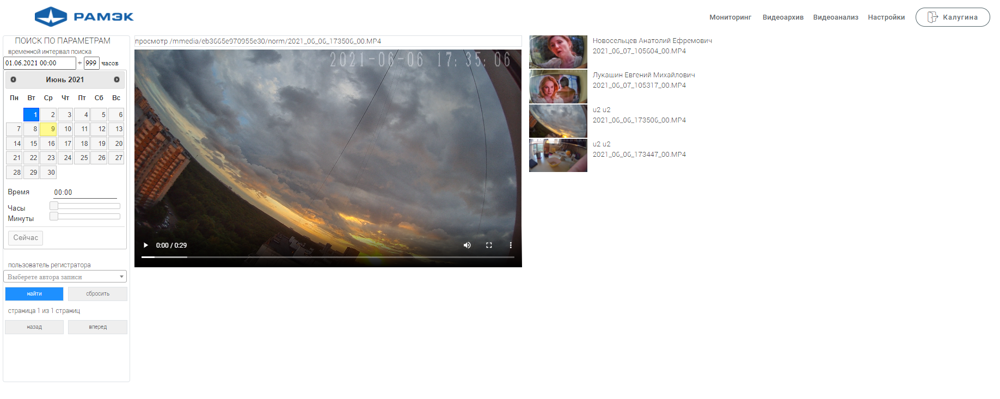 РАМЭК
Мониторинг Видеоархив Видеоанализ Настройки Калугина
ПОИСК ПО ПАРАМЕТРАМ
временной интервал поиска
01.06.2021 00:00 + 999 часов
Июнь 2021
Пн Вт Ср Чт Пт Сб Вс
1 2 3 4 5 6
7 8 9 10 11 12 13
14 15 16 17 18 19 20
21 22 23 24 25 26 27
28 29 30
Время 00:00
Часы
Минуты
Сейчас
пользователь регистратора
Выберете автора записи
найти сбросить
страница 1 из 1 страниц
назад вперед
просмотр /mmedia/eb3665e970955e30/norm/2021_06_06_173506_00.MP4
2021-06-06 17:35:06
0:00 / 0:29
Новосельцев Анатолий Ефремович
2021_06_07_105604_00.MP4
Лукашин Евгений Михайлович
2021_06_07_105317_00.MP4
u2 u2
2021_06_06_173506_00.MP4
u2 u2
2021_06_06_173447_00.MP4